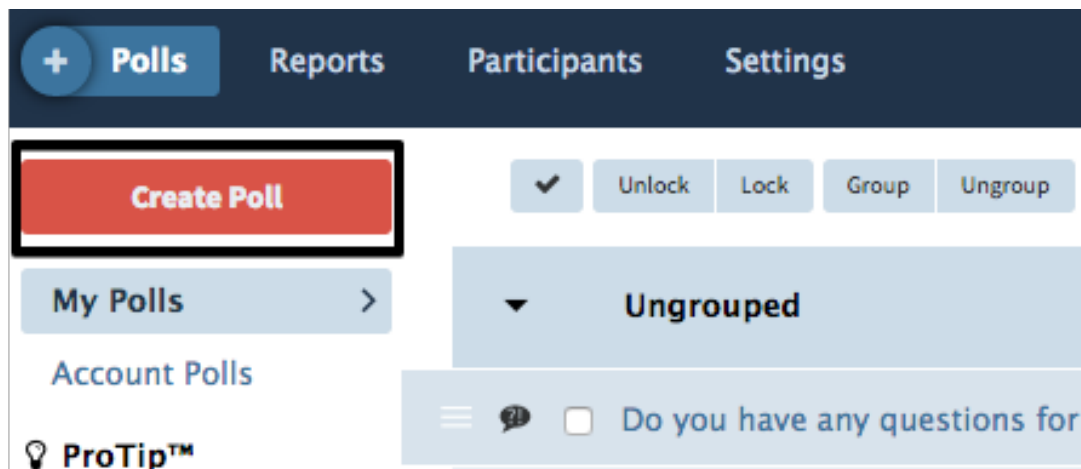 + Polls Reports Participants Settings
Create Poll
Unlock Lock Group Ungroup
My Polls
Ungrouped
Account Polls
Do you have any questions for
ProTip™